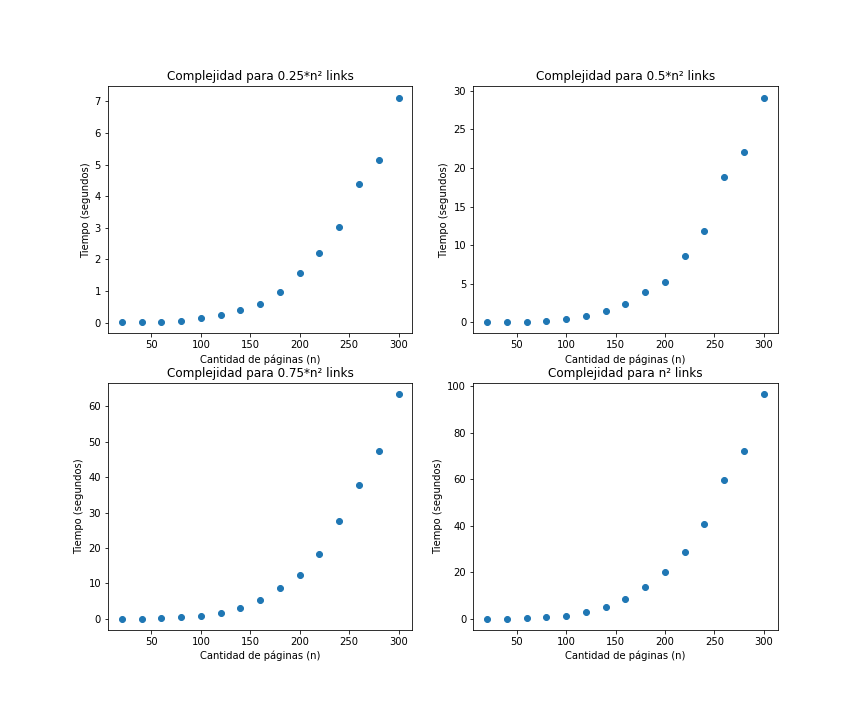 Complejidad para 0.25*n² links
Tiempo (segundos)
7
6
5
4
3
2
1
0
50 100 150 200 250 300
Cantidad de páginas (n)
Complejidad para 0.5*n² links
Tiempo (segundos)
30
25
20
15
10
5
0
50 100 150 200 250 300
Cantidad de páginas (n)
Complejidad para 0.75*n² links
Tiempo (segundos)
60
50
40
30
20
10
0
50 100 150 200 250 300
Cantidad de páginas (n)
Complejidad para n² links
Tiempo (segundos)
100
80
60
40
20
0
50 100 150 200 250 300
Cantidad de páginas (n)